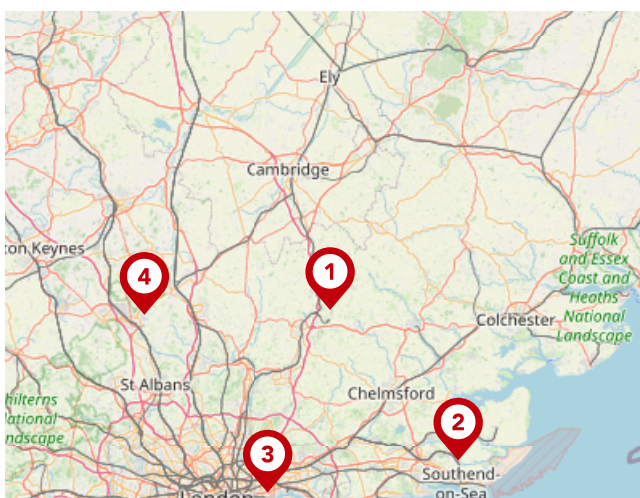 Ely
Cambridge
ton Keynes
Suffolk
and Essex
Coast and
Heaths
National
Landscape
4
1
Colchester
St Albans
Chelmsford
hilterns
National
ndscape
2
3
Southend-
on-Sea
London